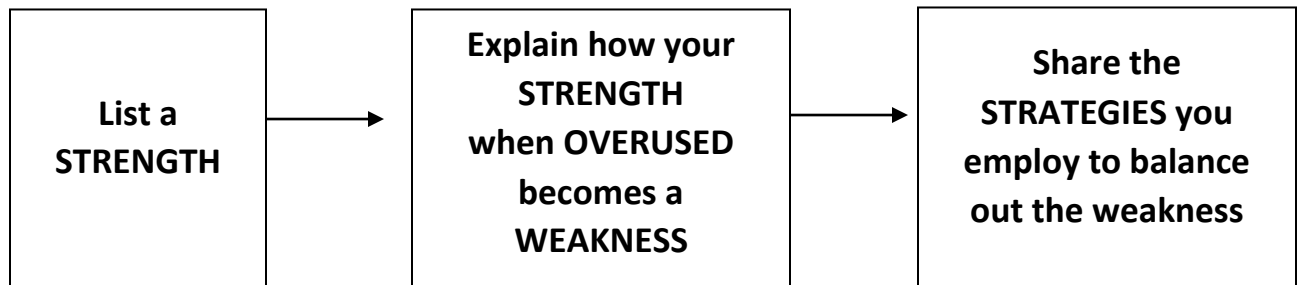 List a
STRENGTH
Explain how your
STRENGTH
when OVERUSED
becomes a
WEAKNESS
Share the
STRATEGIES you
employ to balance
out the weakness